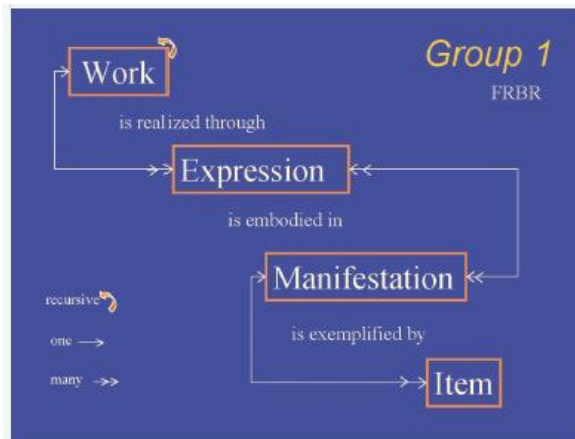 Group 1
FRBR
Work
is realized through
Expression
is embodied in
Manifestation
is exemplified by
Item
recursive
one
many